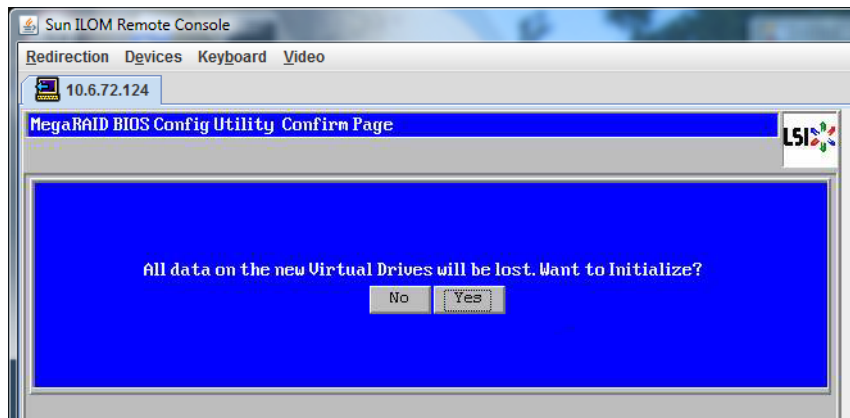 Sun ILOM Remote Console
Redirection Devices Keyboard Video
10.6.72.124
MegaRAID BIOS Config Utility Confirm Page
LSI
All data on the new Virtual Drives will be lost. Want to Initialize?
No Yes